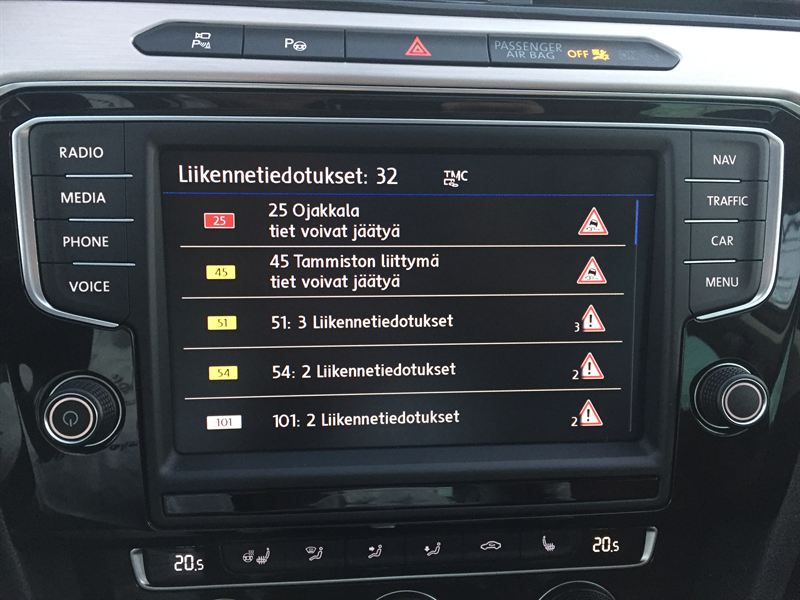 P
P
PASSENGER
AIR BAG OFF
RADIO
MEDIA
PHONE
VOICE
NAV
TRAFFIC
CAR
MENU
Liikennetiedotukset: 32 TMC
25 25 Ojakkala
tiet voivat jäätyä
45 45 Tammiston liittymä
tiet voivat jäätyä
51 51: 3 Liikennetiedotukset 3
54 54: 2 Liikennetiedotukset 2
101 101: 2 Liikennetiedotukset 2
20.5
20.5